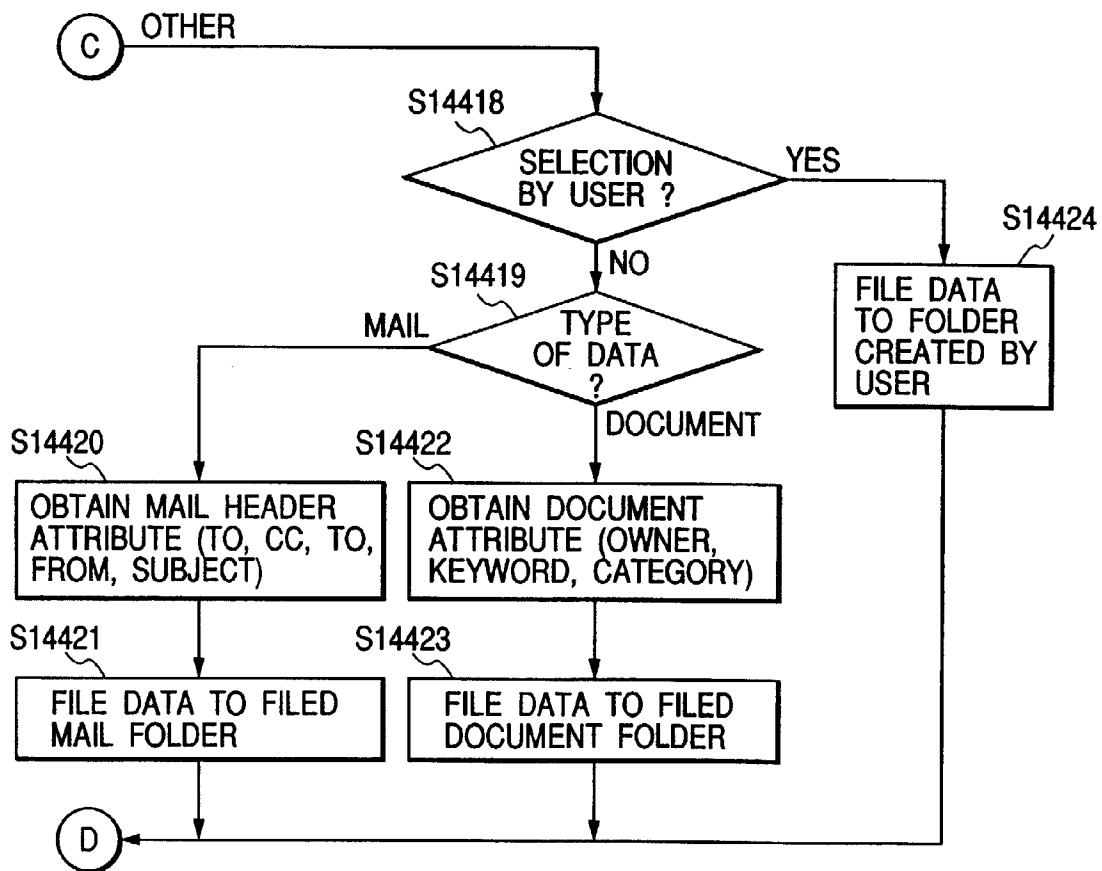 C
OTHER
S14418
SELECTION
BY USER ?
YES
S14424
FILE DATA
TO FOLDER
CREATED BY
USER
NO
S14419
TYPE
OF DATA
?
MAIL
DOCUMENT
S14420
OBTAIN MAIL HEADER
ATTRIBUTE (TO, CC, TO,
FROM, SUBJECT)
S14422
OBTAIN DOCUMENT
ATTRIBUTE (OWNER,
KEYWORD, CATEGORY)
S14421
FILE DATA TO FILED
MAIL FOLDER
S14423
FILE DATA TO FILED
DOCUMENT FOLDER
D